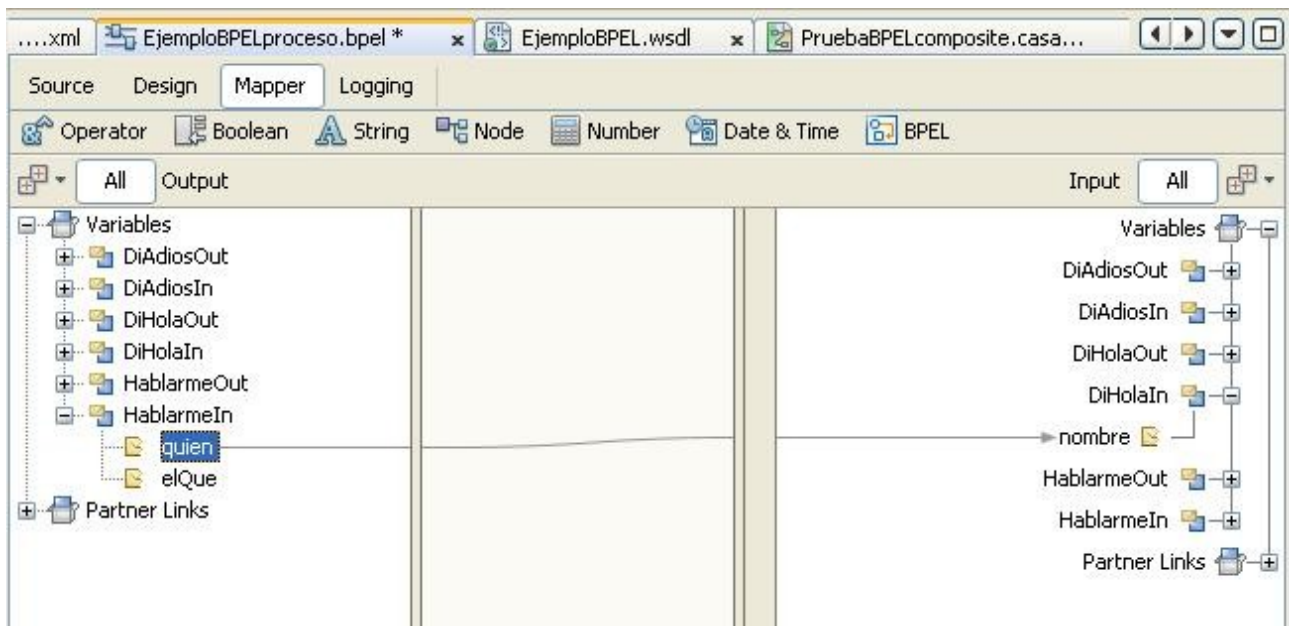 ....xml EjemploBPELproceso.bpel * x EjemploBPEL.wsdl x PruebaBPELcomposite.casa...
Source Design Mapper Logging
Operator Boolean String Node Number Date & Time BPEL
All Output Input All
Variables
DiAdiosOut
DiAdiosIn
DiHolaOut
DiHolaIn
HablarmeOut
HablarmeIn
quien
elQue
Partner Links
Variables
DiAdiosOut
DiAdiosIn
DiHolaOut
DiHolaIn
nombre
HablarmeOut
HablarmeIn
Partner Links